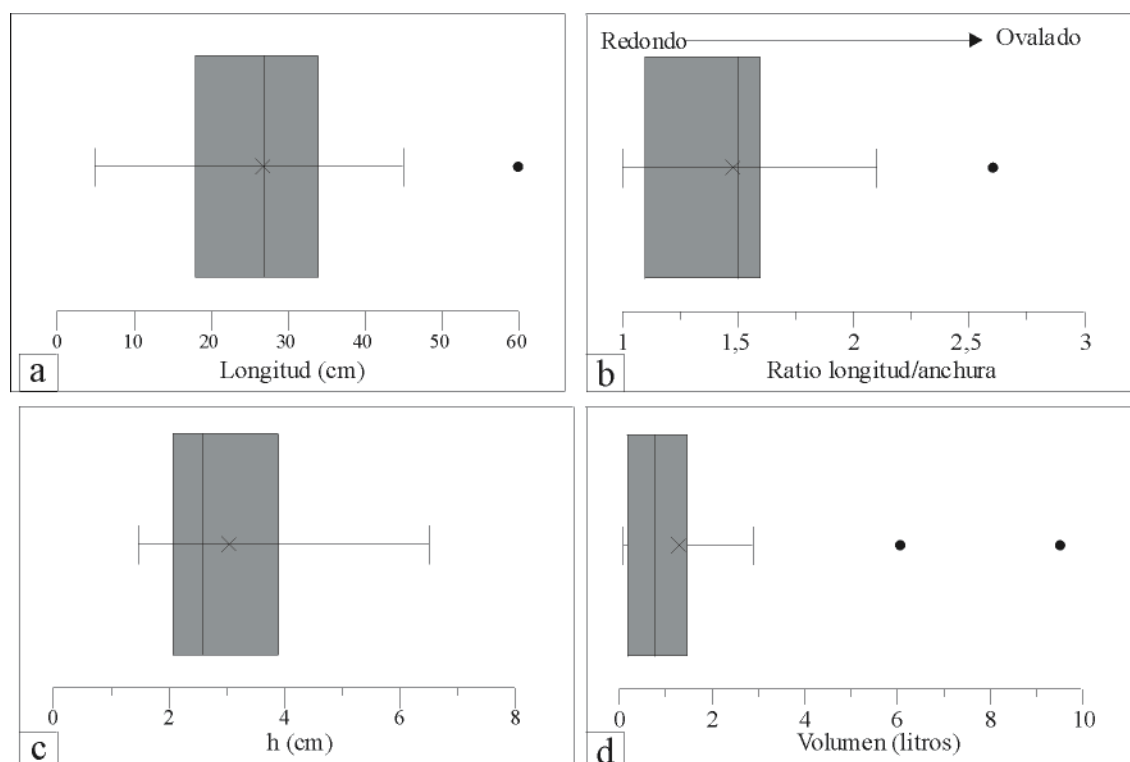 0 10 20 30 40 50 60
Longitud (cm)
a
Redondo Ovalado
1 1,5 2 2,5 3
Ratio longitud/anchura
b
0 2 4 6 8
h (cm)
c
0 2 4 6 8 10
Volumen (litros)
d